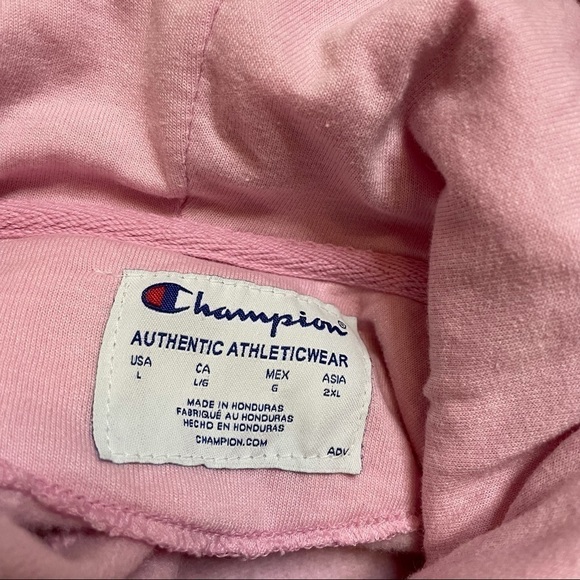 Champion®
AUTHENTIC ATHLETICWEAR
USA CA MEX ASIA
L L/G G 2XL
MADE IN HONDURAS
FABRIQUÉ AU HONDURAS
HECHO EN HONDURAS
CHAMPION.COM
ADV.